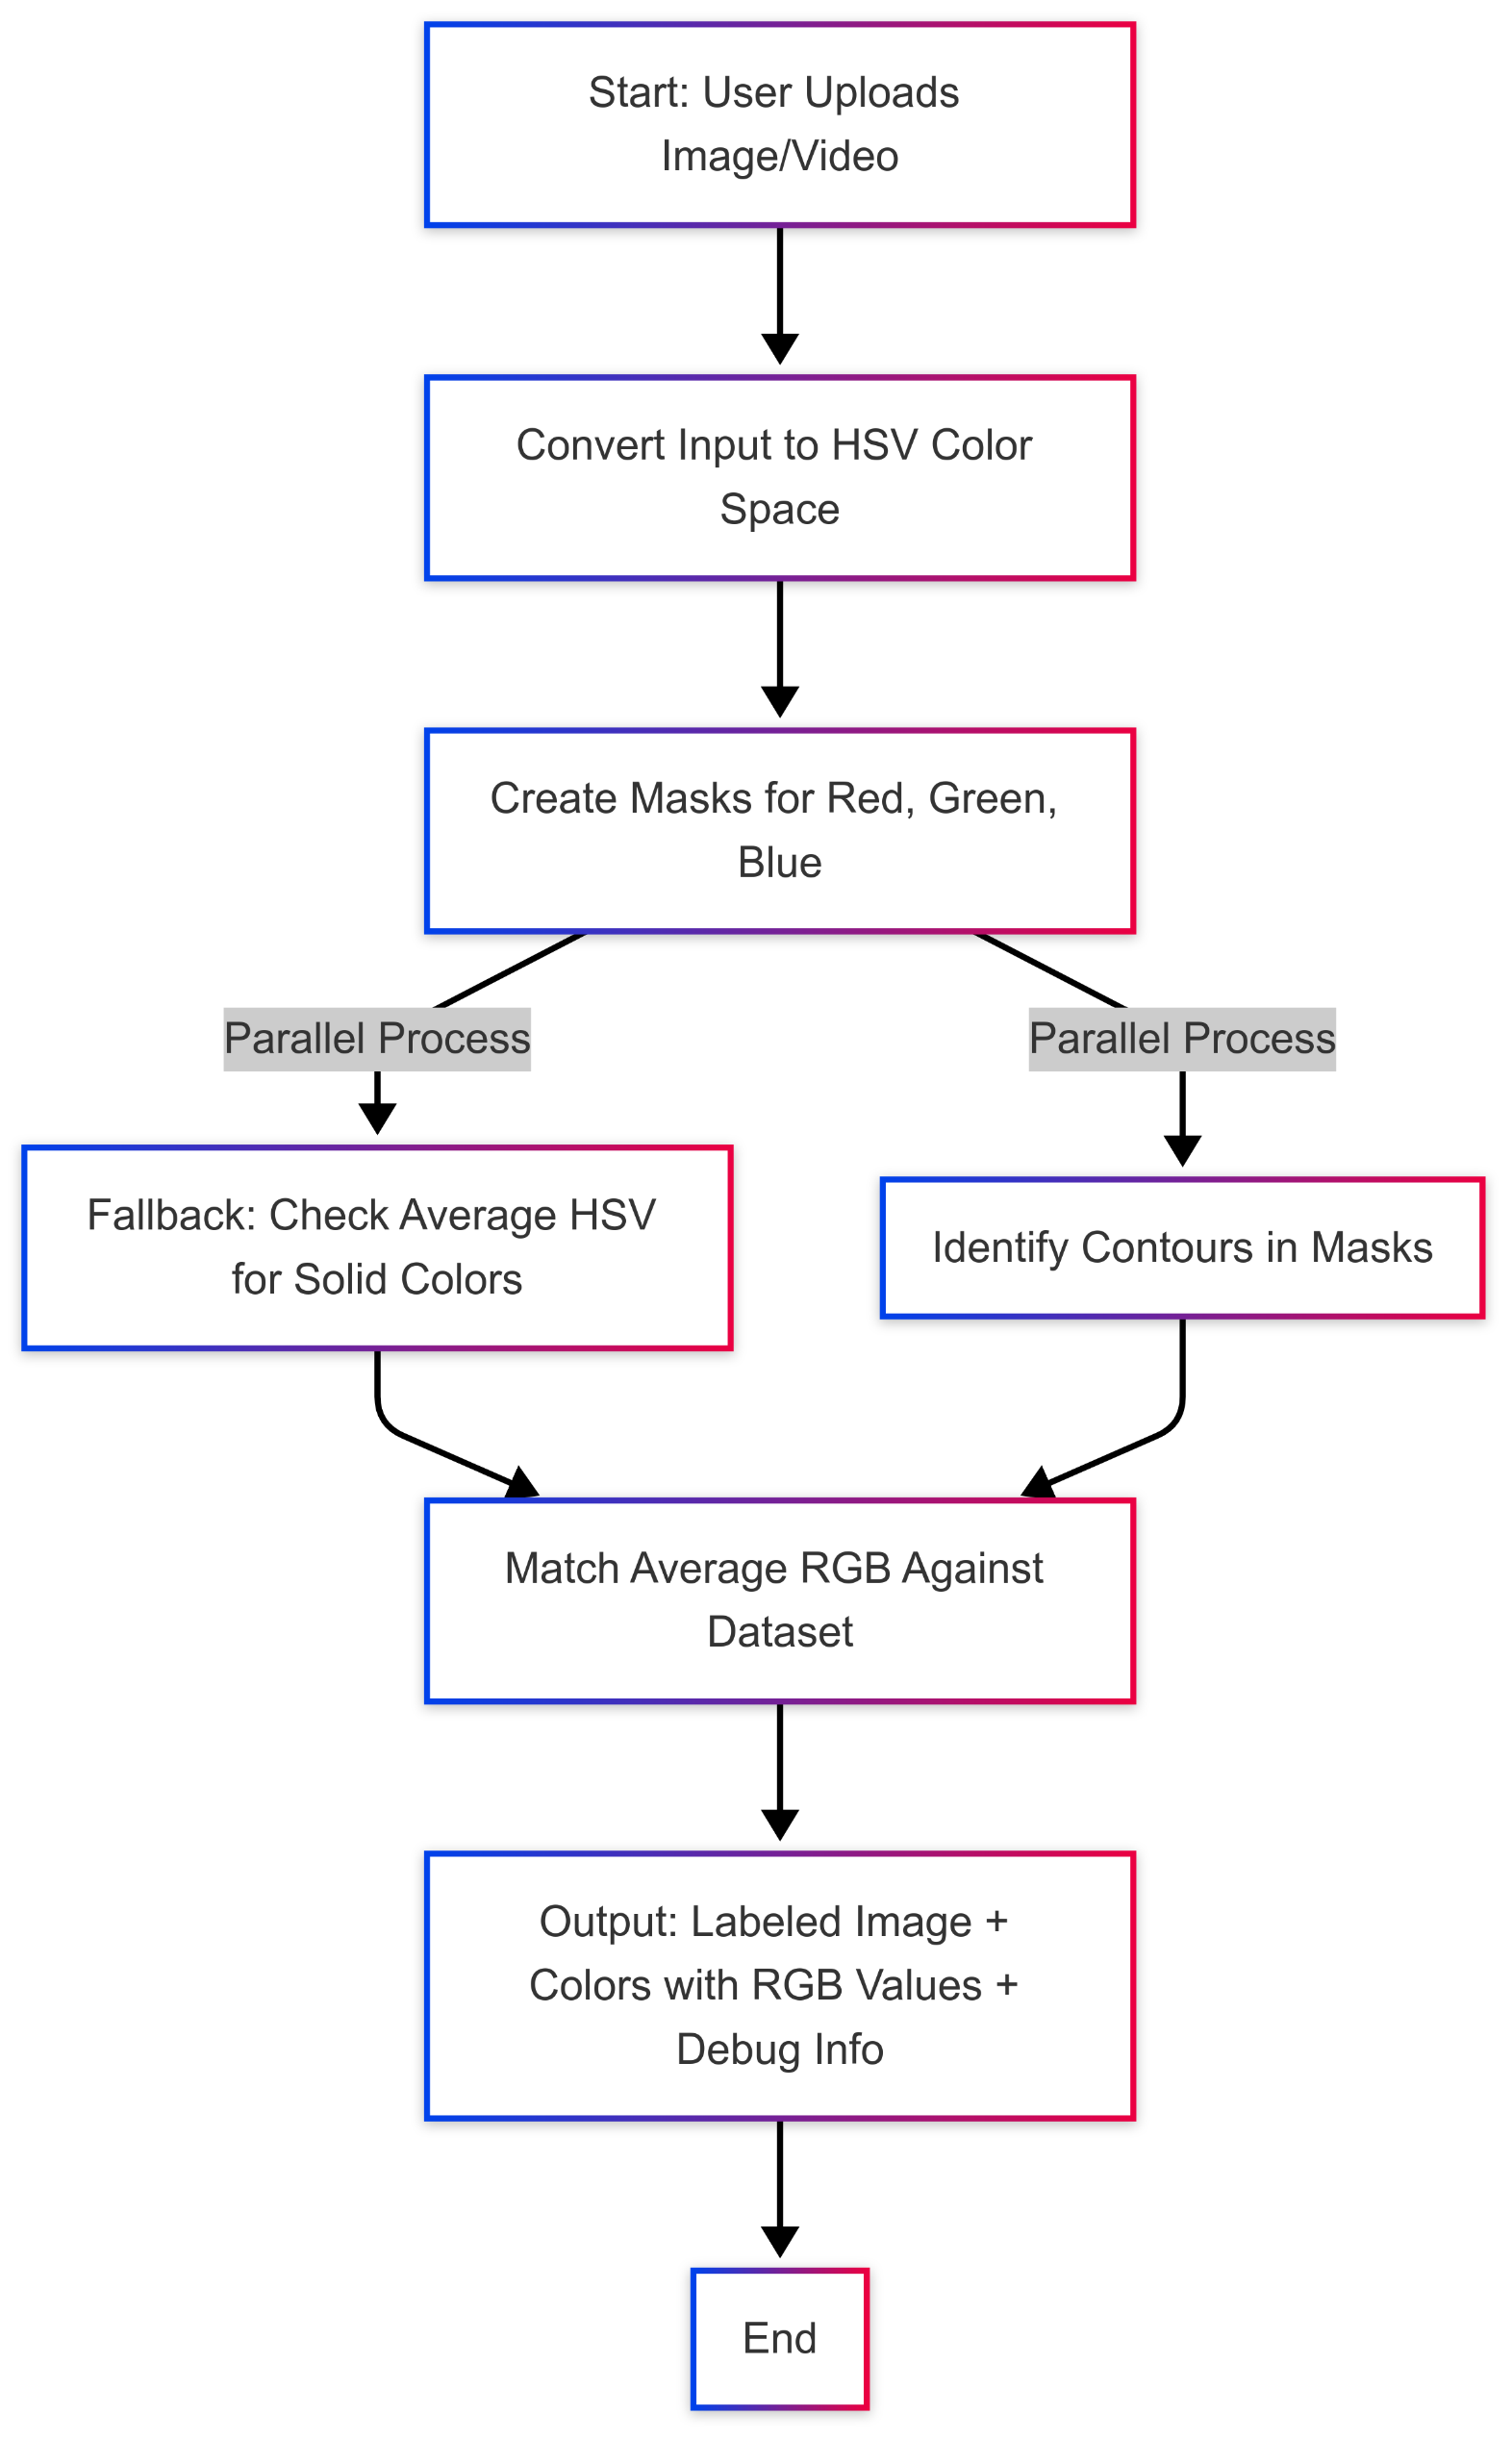 Start: User Uploads
Image/Video
Convert Input to HSV Color
Space
Create Masks for Red, Green,
Blue
Parallel Process
Parallel Process
Fallback: Check Average HSV
for Solid Colors
Identify Contours in Masks
Match Average RGB Against
Dataset
Output: Labeled Image +
Colors with RGB Values +
Debug Info
End